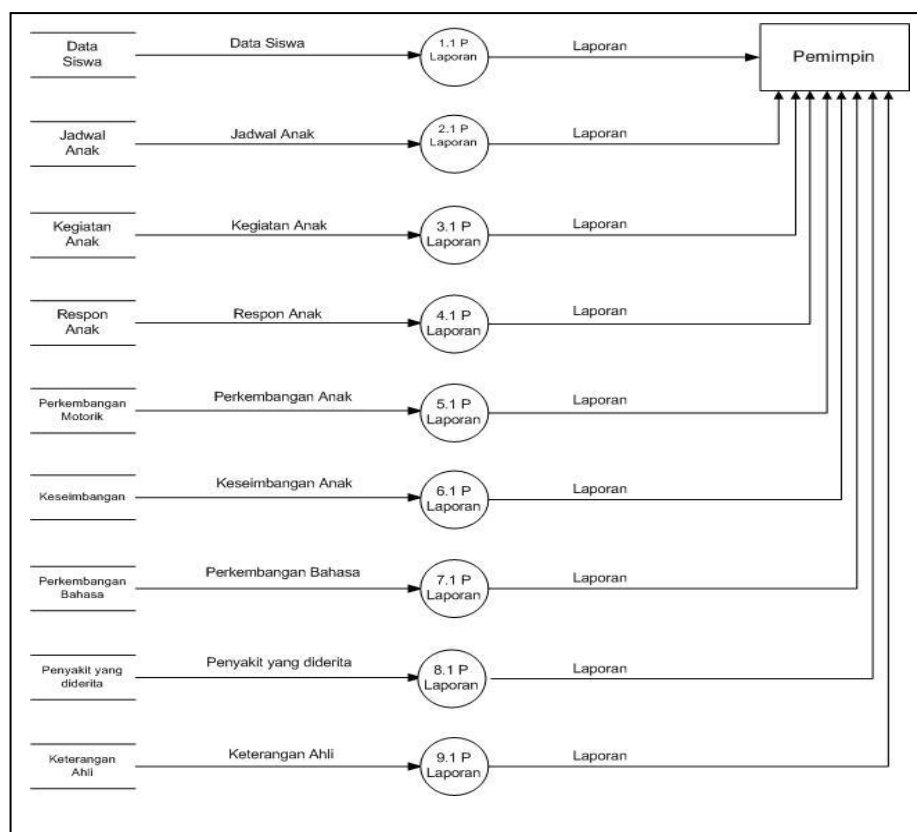 Data
Siswa
Data Siswa
1.1 P
Laporan
Laporan
Pemimpin
Jadwal
Anak
Jadwal Anak
2.1 P
Laporan
Laporan
Kegiatan
Anak
Kegiatan Anak
3.1 P
Laporan
Laporan
Respon
Anak
Respon Anak
4.1 P
Laporan
Laporan
Perkembangan
Motorik
Perkembangan Anak
5.1 P
Laporan
Laporan
Keseimbangan
Keseimbangan Anak
6.1 P
Laporan
Laporan
Perkembangan
Bahasa
Perkembangan Bahasa
7.1 P
Laporan
Laporan
Penyakit yang
diderita
Penyakit yang diderita
8.1 P
Laporan
Laporan
Keterangan
Ahli
Keterangan Ahli
9.1 P
Laporan
Laporan